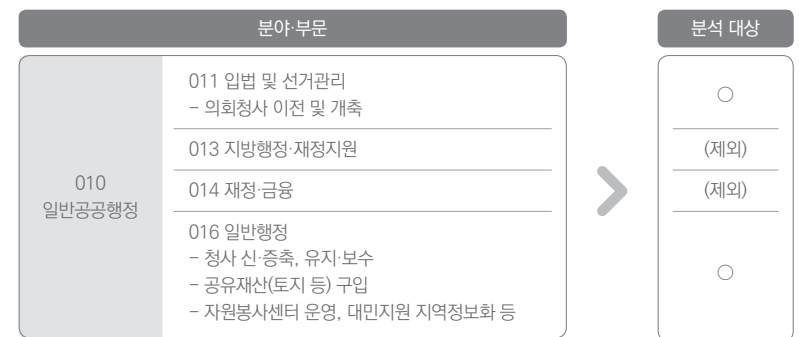 분야·부문
분석 대상
010
일반공공행정
011 입법 및 선거관리
- 의회청사 이전 및 개축
○
013 지방행정·재정지원
(제외)
014 재정·금융
(제외)
016 일반행정
- 청사 신·증축, 유지·보수
- 공유재산(토지 등) 구입
- 자원봉사센터 운영, 대민지원 지역정보화 등
○